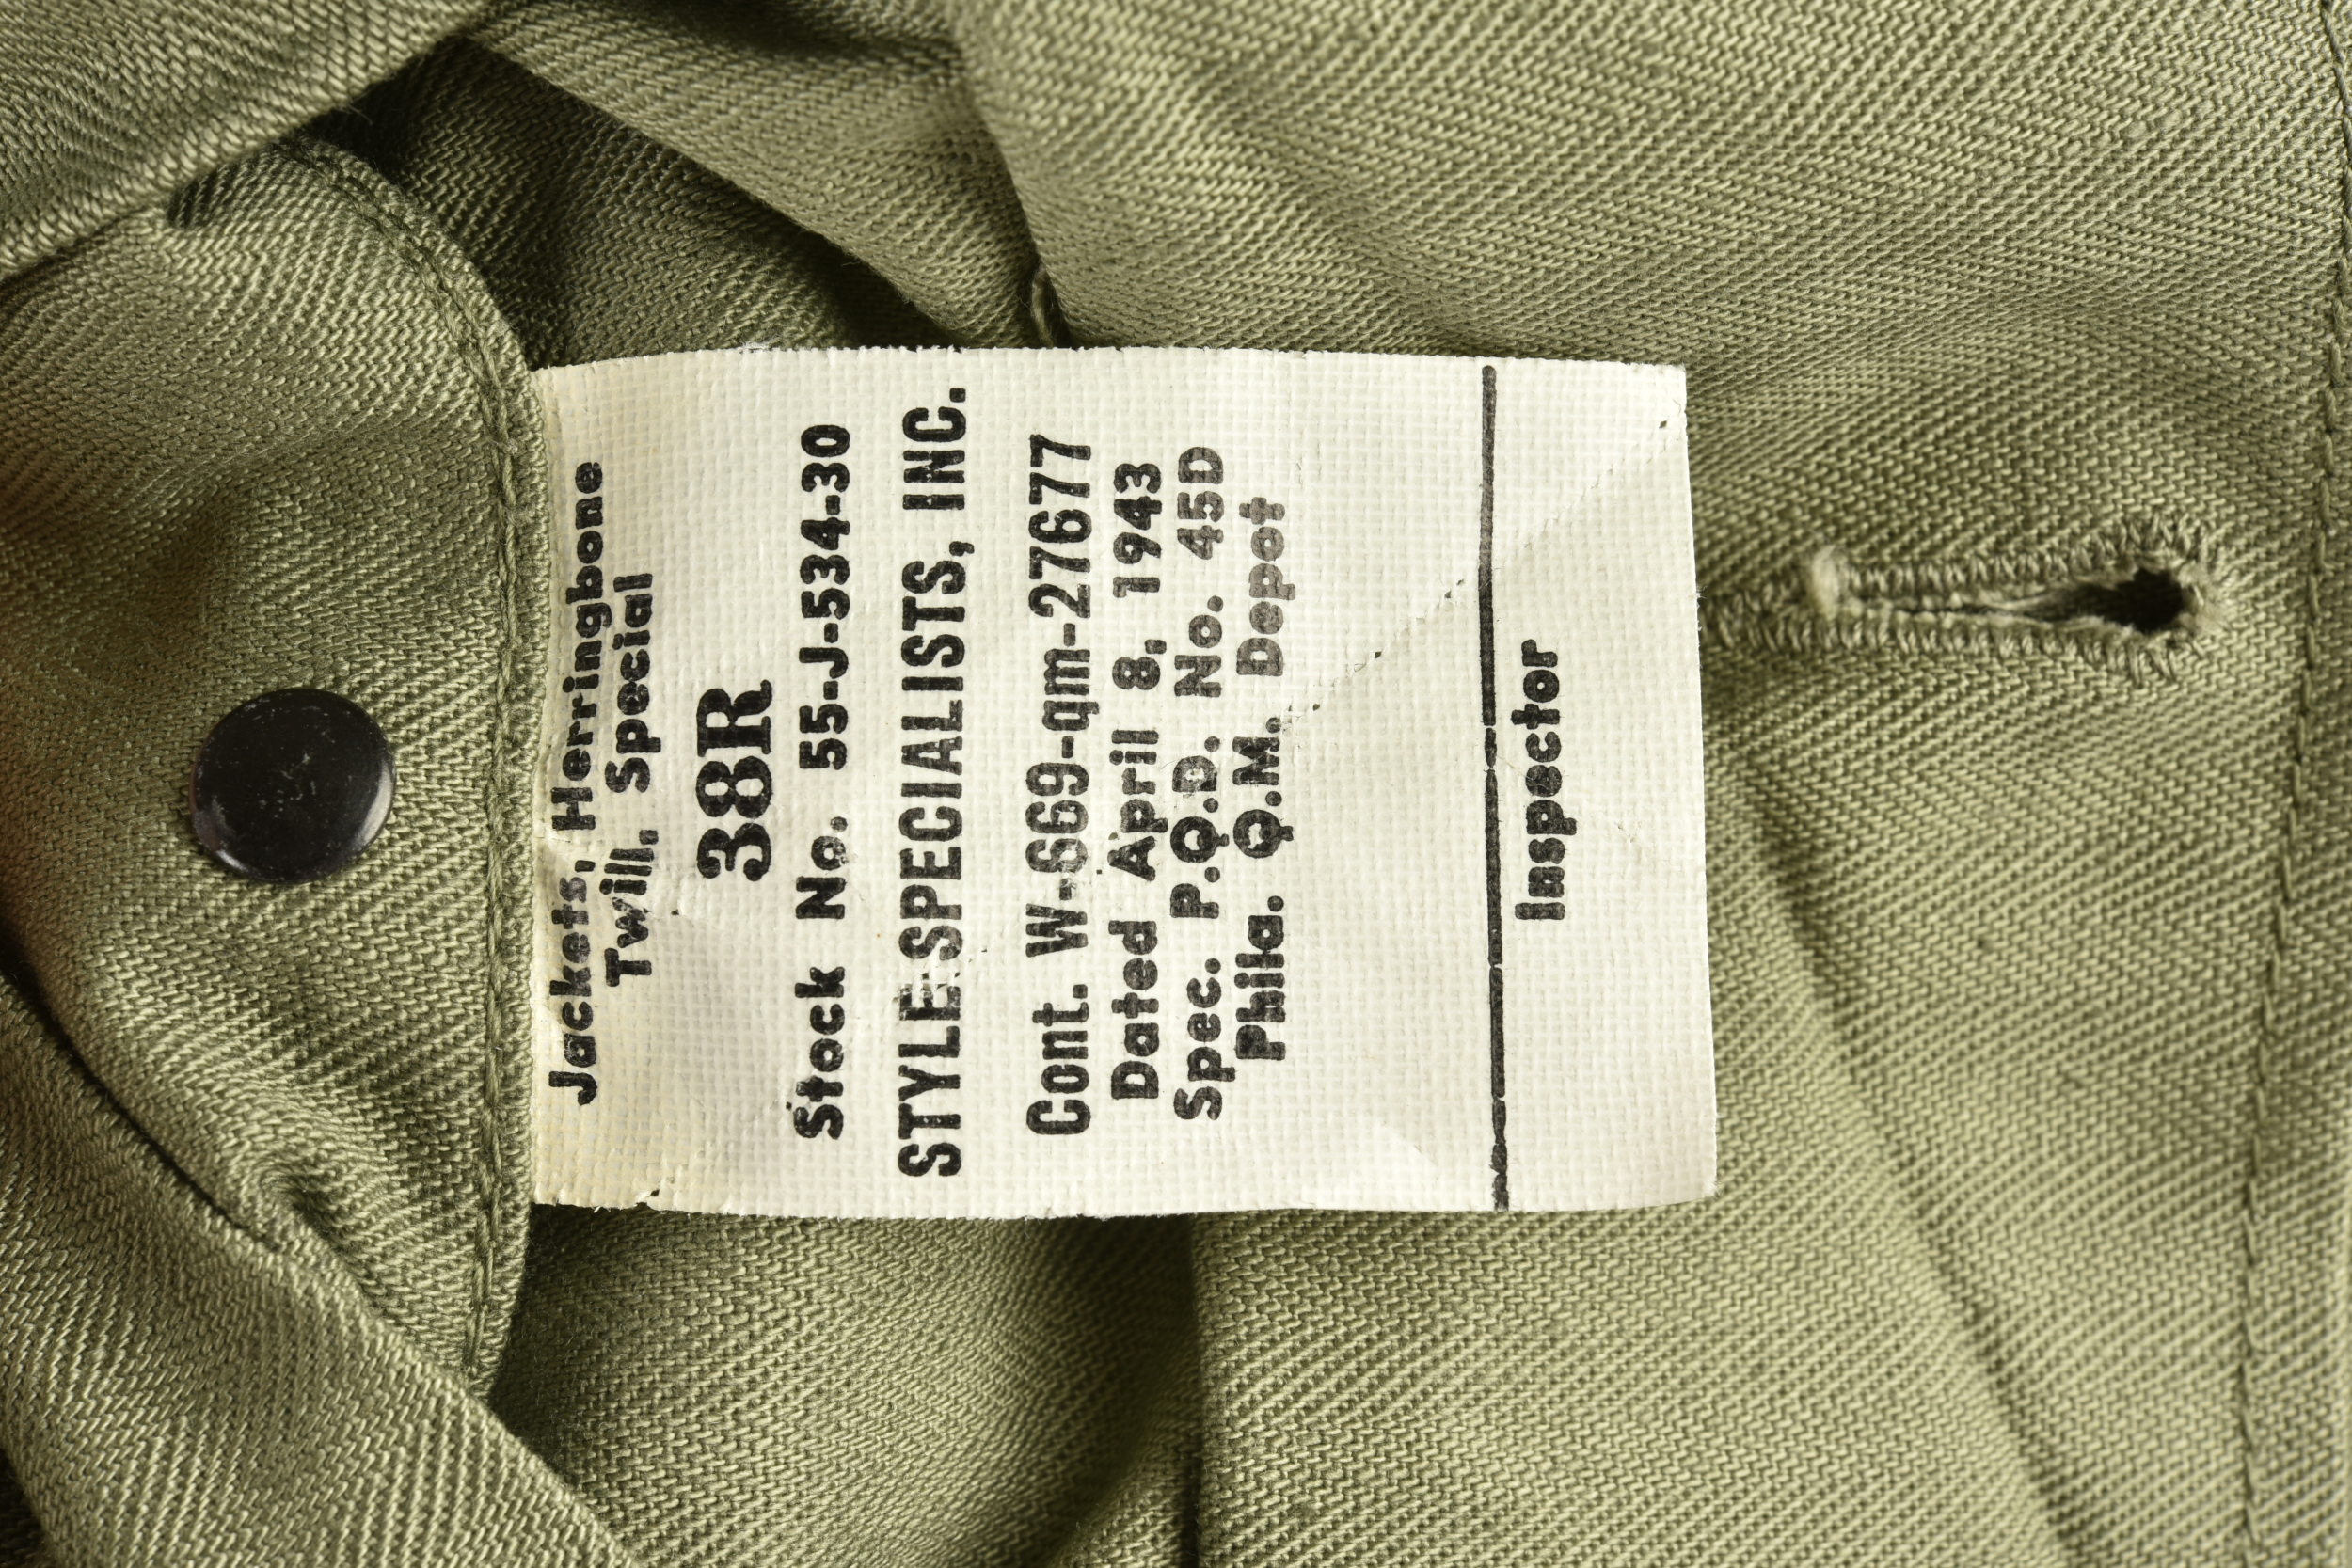 Jackets, Herringbone
Twill, Special
38R
Stock No. 55-J-534-30
STYLE SPECIALISTS, INC.
Cont. W-669-qm-27677
Dated April 8, 1943
Spec. P.Q.D. No. 45D
Phila. Q.M. Depot
Inspector